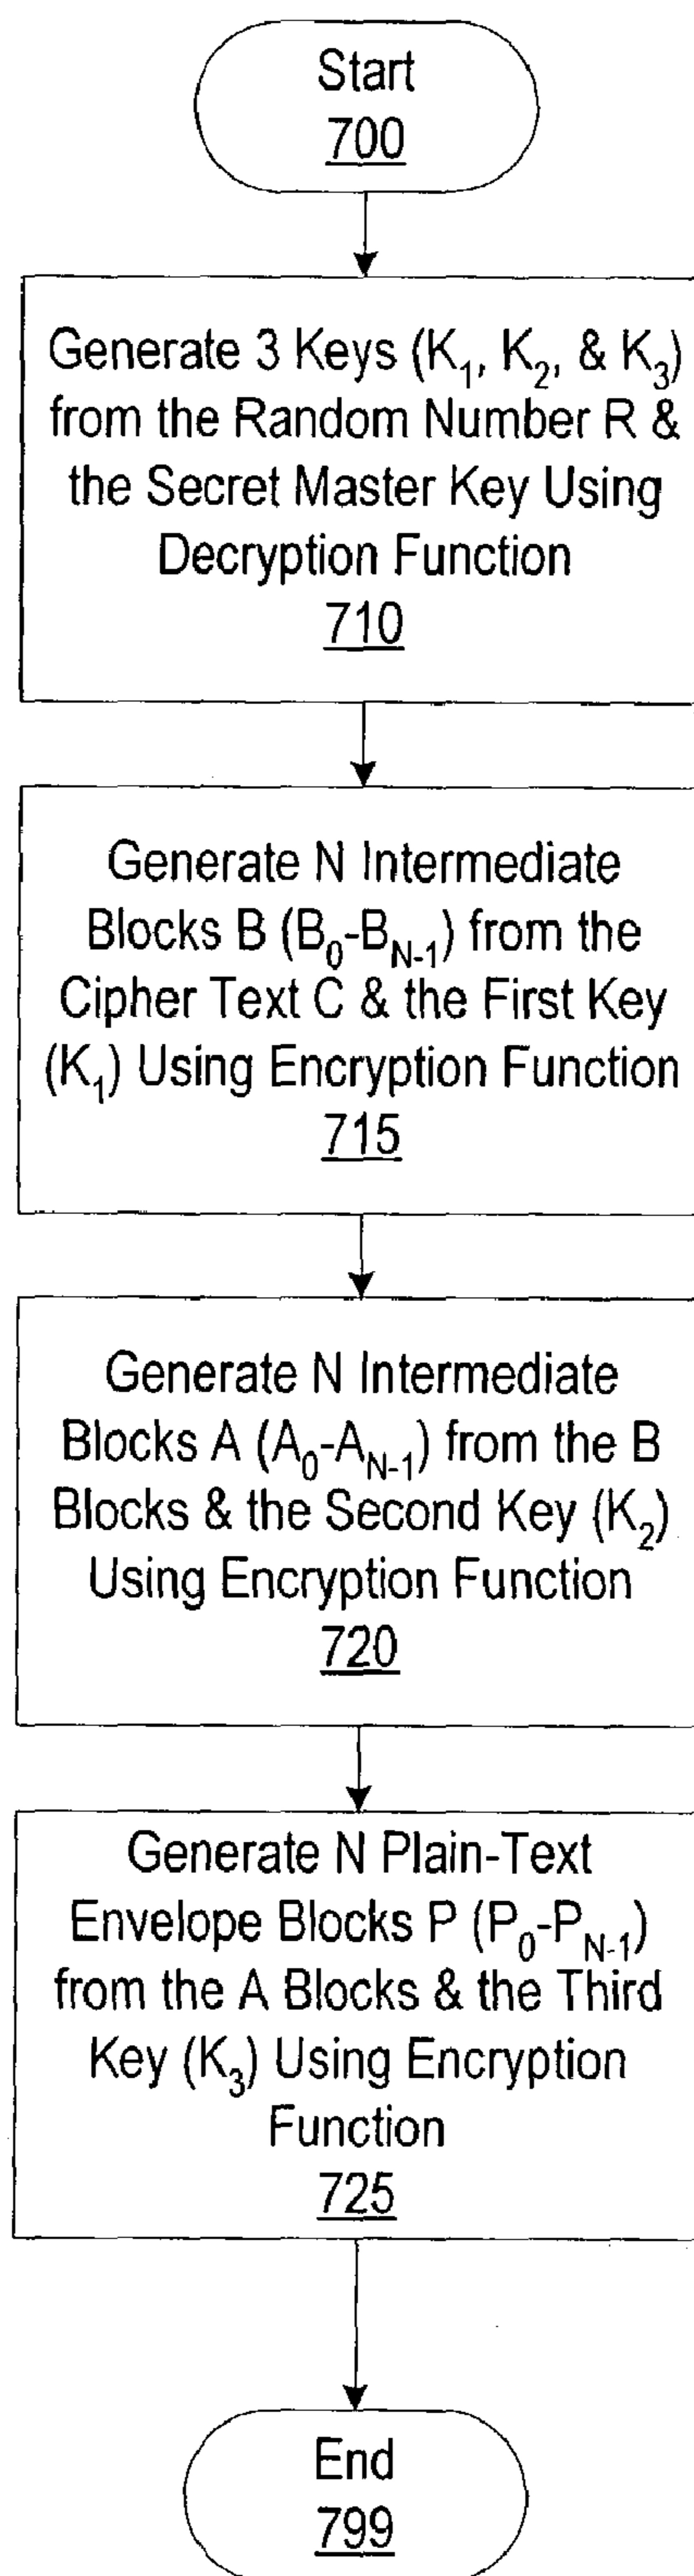 Start
700
Generate 3 Keys (K₁, K₂, & K₃)
from the Random Number R &
the Secret Master Key Using
Decryption Function
710
Generate N Intermediate
Blocks B (B₀-B_N-1) from the
Cipher Text C & the First Key
(K₁) Using Encryption Function
715
Generate N Intermediate
Blocks A (A₀-A_N-1) from the B
Blocks & the Second Key (K₂)
Using Encryption Function
720
Generate N Plain-Text
Envelope Blocks P (P₀-P_N-1)
from the A Blocks & the Third
Key (K₃) Using Encryption
Function
725
End
799